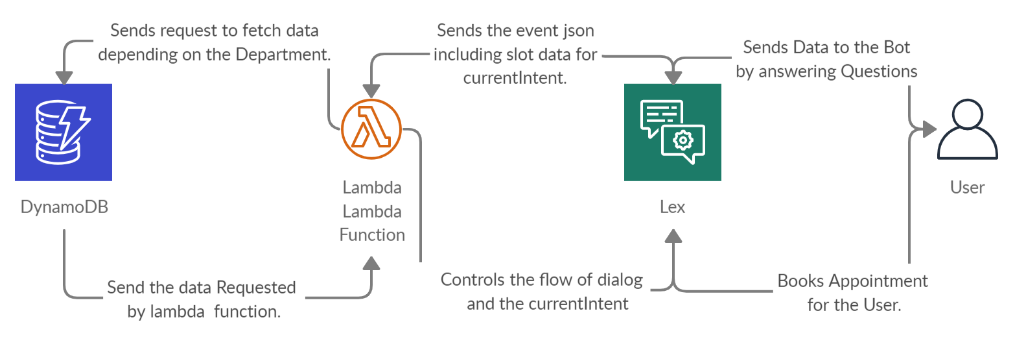 Sends request to fetch data
depending on the Department.
Sends the event json
including slot data for
currentIntent.
Sends Data to the Bot
by answering Questions
DynamoDB
Lambda
Lambda
Function
Lex
User
Send the data Requested
by lambda  function.
Controls the flow of dialog
and the currentIntent
Books Appointment
for the User.